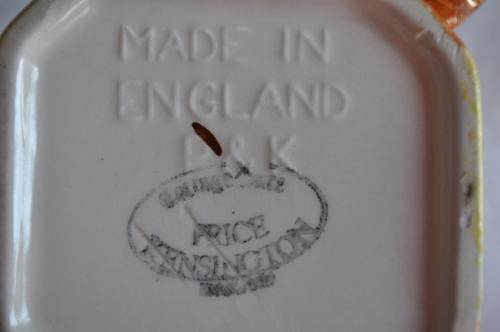 MADE IN
ENGLAND
P & K
PRICE
KENSINGTON